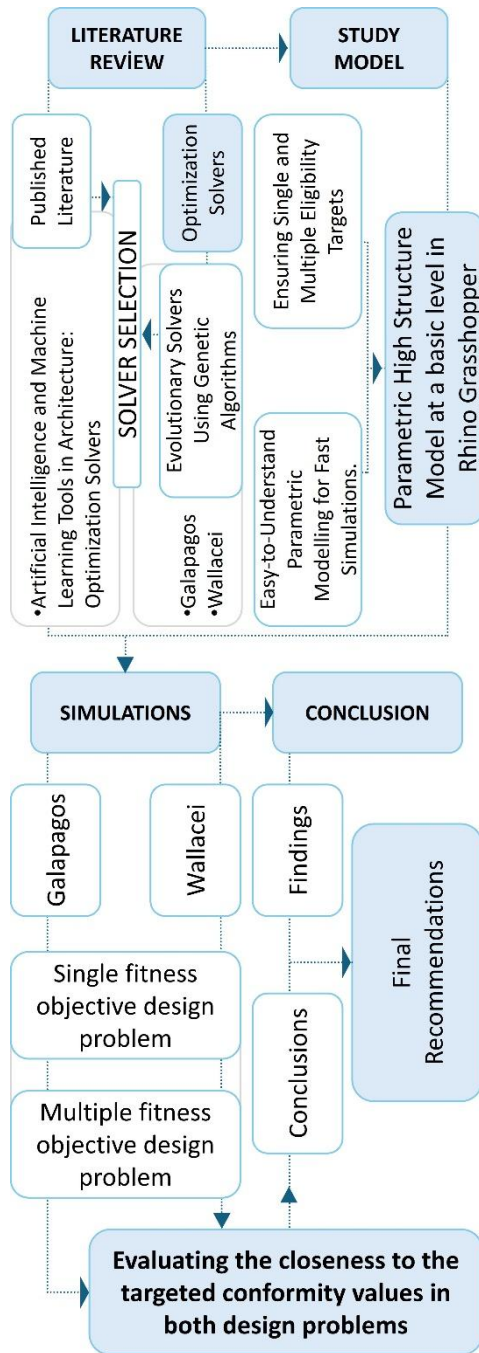 LITERATURE
REVİEW
STUDY
MODEL
Published
Literature
•Artificial Intelligence and Machine
Learning Tools in Architecture:
Optimization Solvers
SOLVER SELECTION
Optimization
Solvers
Evolutionary Solvers
Using Genetic
Algorithms
•Galapagos
•Wallacei
Ensuring Single and
Multiple Eligibility
Targets
Easy-to-Understand
Parametric
Modelling for Fast
Simulations.
Parametric High Structure
Model at a basic level in
Rhino Grasshopper
SIMULATIONS
CONCLUSION
Galapagos
Wallacei
Single fitness
objective design
problem
Multiple fitness
objective design
problem
Findings
Conclusions
Final
Recommendations
Evaluating the closeness to the
targeted conformity values in
both design problems